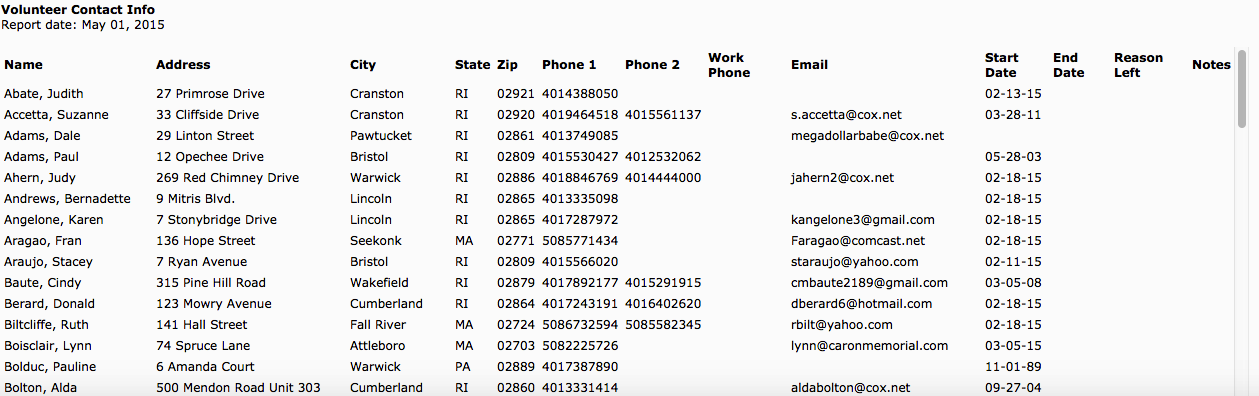 Volunteer Contact Info
Report date: May 01, 2015
Name Address City State Zip Phone 1 Phone 2 Work Phone Email Start Date End Date Reason Left Notes
Abate, Judith 27 Primrose Drive Cranston RI 02921 4014388050 02-13-15
Accetta, Suzanne 33 Cliffside Drive Cranston RI 02920 4019464518 4015561137 s.accetta@cox.net 03-28-11
Adams, Dale 29 Linton Street Pawtucket RI 02861 4013749085 megadollarbabe@cox.net
Adams, Paul 12 Opechee Drive Bristol RI 02809 4015530427 4012532062 05-28-03
Ahern, Judy 269 Red Chimney Drive Warwick RI 02886 4018846769 4014444000 jahern2@cox.net 02-18-15
Andrews, Bernadette 9 Mitris Blvd. Lincoln RI 02865 4013335098 02-18-15
Angelone, Karen 7 Stonybridge Drive Lincoln RI 02865 4017287972 kangelone3@gmail.com 02-18-15
Aragao, Fran 136 Hope Street Seekonk MA 02771 5085771434 Faragao@comcast.net 02-18-15
Araujo, Stacey 7 Ryan Avenue Bristol RI 02809 4015566020 staraujo@yahoo.com 02-11-15
Baute, Cindy 315 Pine Hill Road Wakefield RI 02879 4017892177 4015291915 cmbaute2189@gmail.com 03-05-08
Berard, Donald 123 Mowry Avenue Cumberland RI 02864 4017243191 4016402620 dberard6@hotmail.com 02-18-15
Biltcliffe, Ruth 141 Hall Street Fall River MA 02724 5086732594 5085582345 rbilt@yahoo.com 02-18-15
Boisclair, Lynn 74 Spruce Lane Attleboro MA 02703 5082225726 lynn@caronmemorial.com 03-05-15
Bolduc, Pauline 6 Amanda Court Warwick PA 02889 4017387890 11-01-89
Bolton, Alda 500 Mendon Road Unit 303 Cumberland RI 02860 4013331414 aldabolton@cox.net 09-27-04